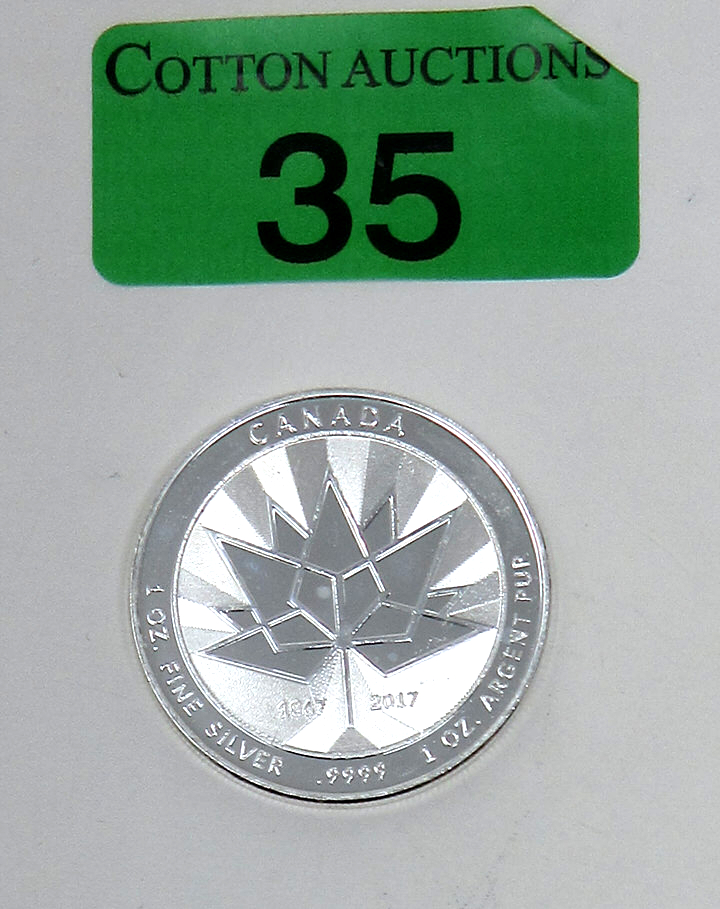 COTTON AUCTIONS
35
CANADA
1 OZ. FINE SILVER .9999 1 OZ. ARGENT PUR
1867 2017